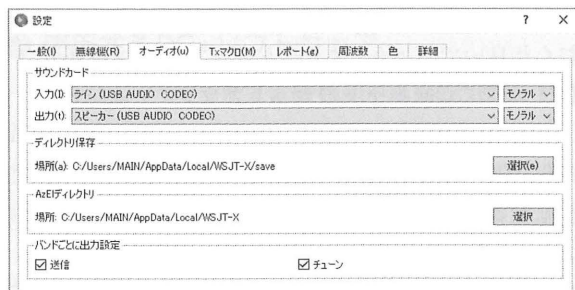 設定 ? ×
一般(l) 無線機(R) オーディオ(u) Txマクロ(M) レポート(e) 周波数 色 詳細
サウンドカード
入力(I): ライン (USB AUDIO CODEC) モノラル
出力(t): スピーカー (USB AUDIO CODEC) モノラル
ディレクトリ保存
場所(a): C:/Users/MAIN/AppData/Local/WSJT-X/save 選択(e)
AzElディレクトリ
場所: C:/Users/MAIN/AppData/Local/WSJT-X 選択
バンドごとに出力設定
送信 チューン